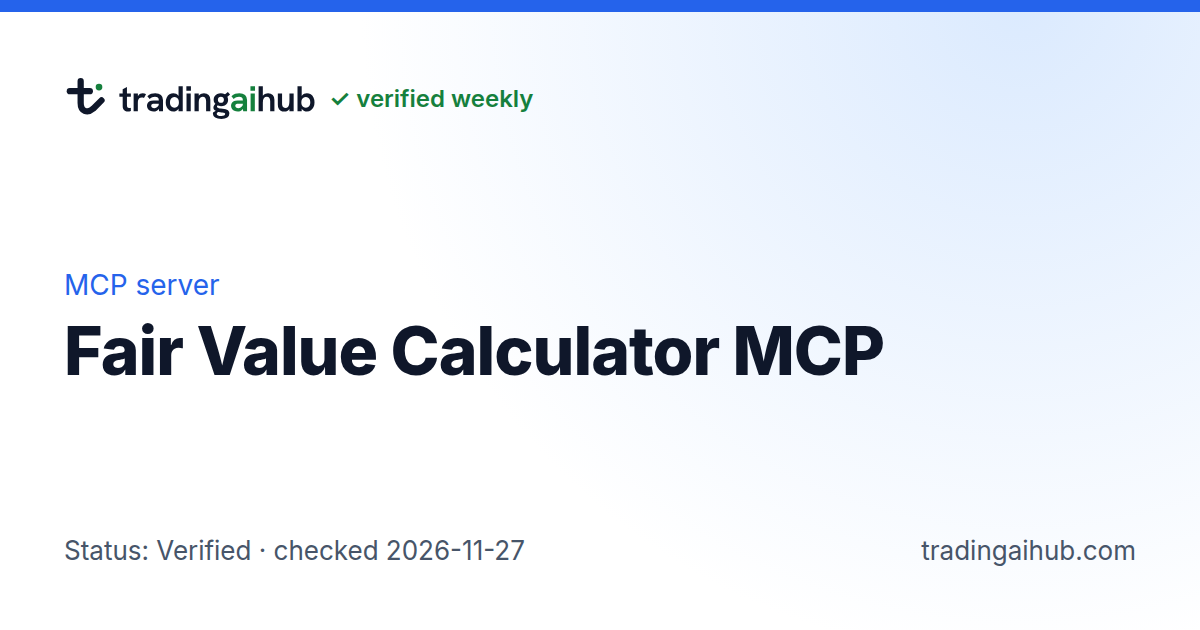 tradingaihub ✓ verified weekly
MCP server
Fair Value Calculator MCP
Status: Verified · checked 2026-11-27
tradingaihub.com